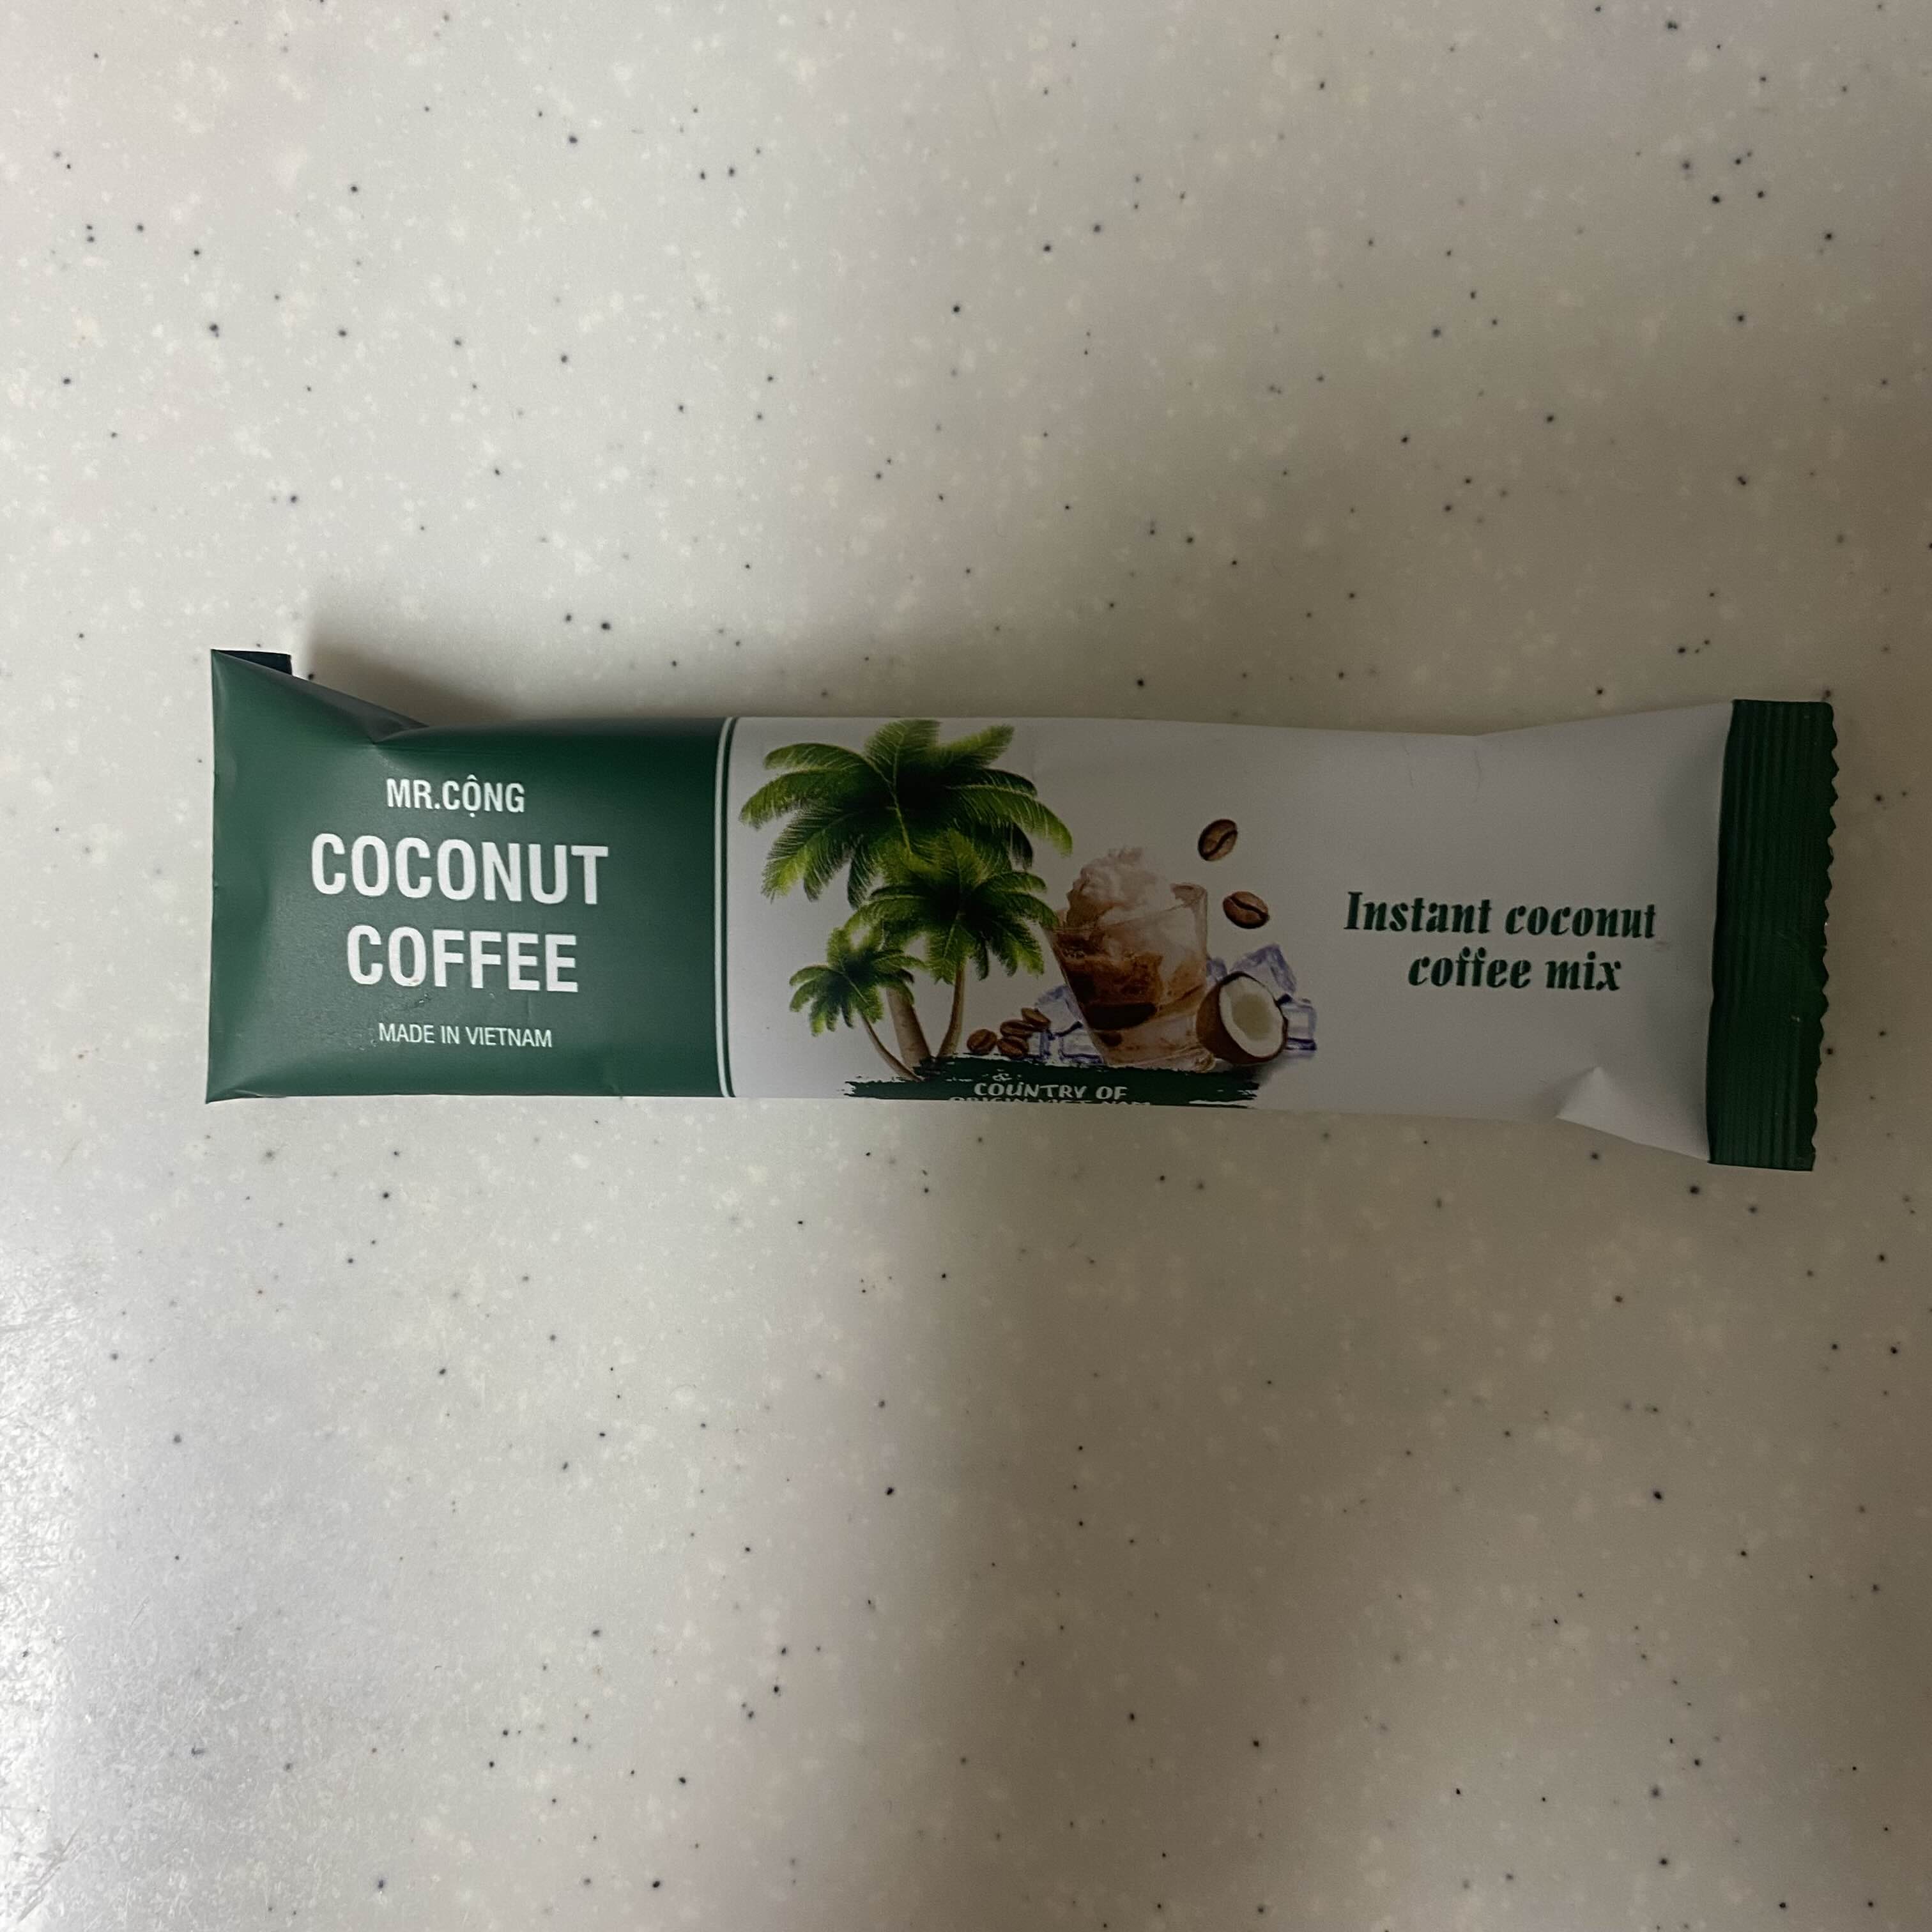 MR.CỘNG
COCONUT
COFFEE
MADE IN VIETNAM
COUNTRY OF
Instant coconut
coffee mix